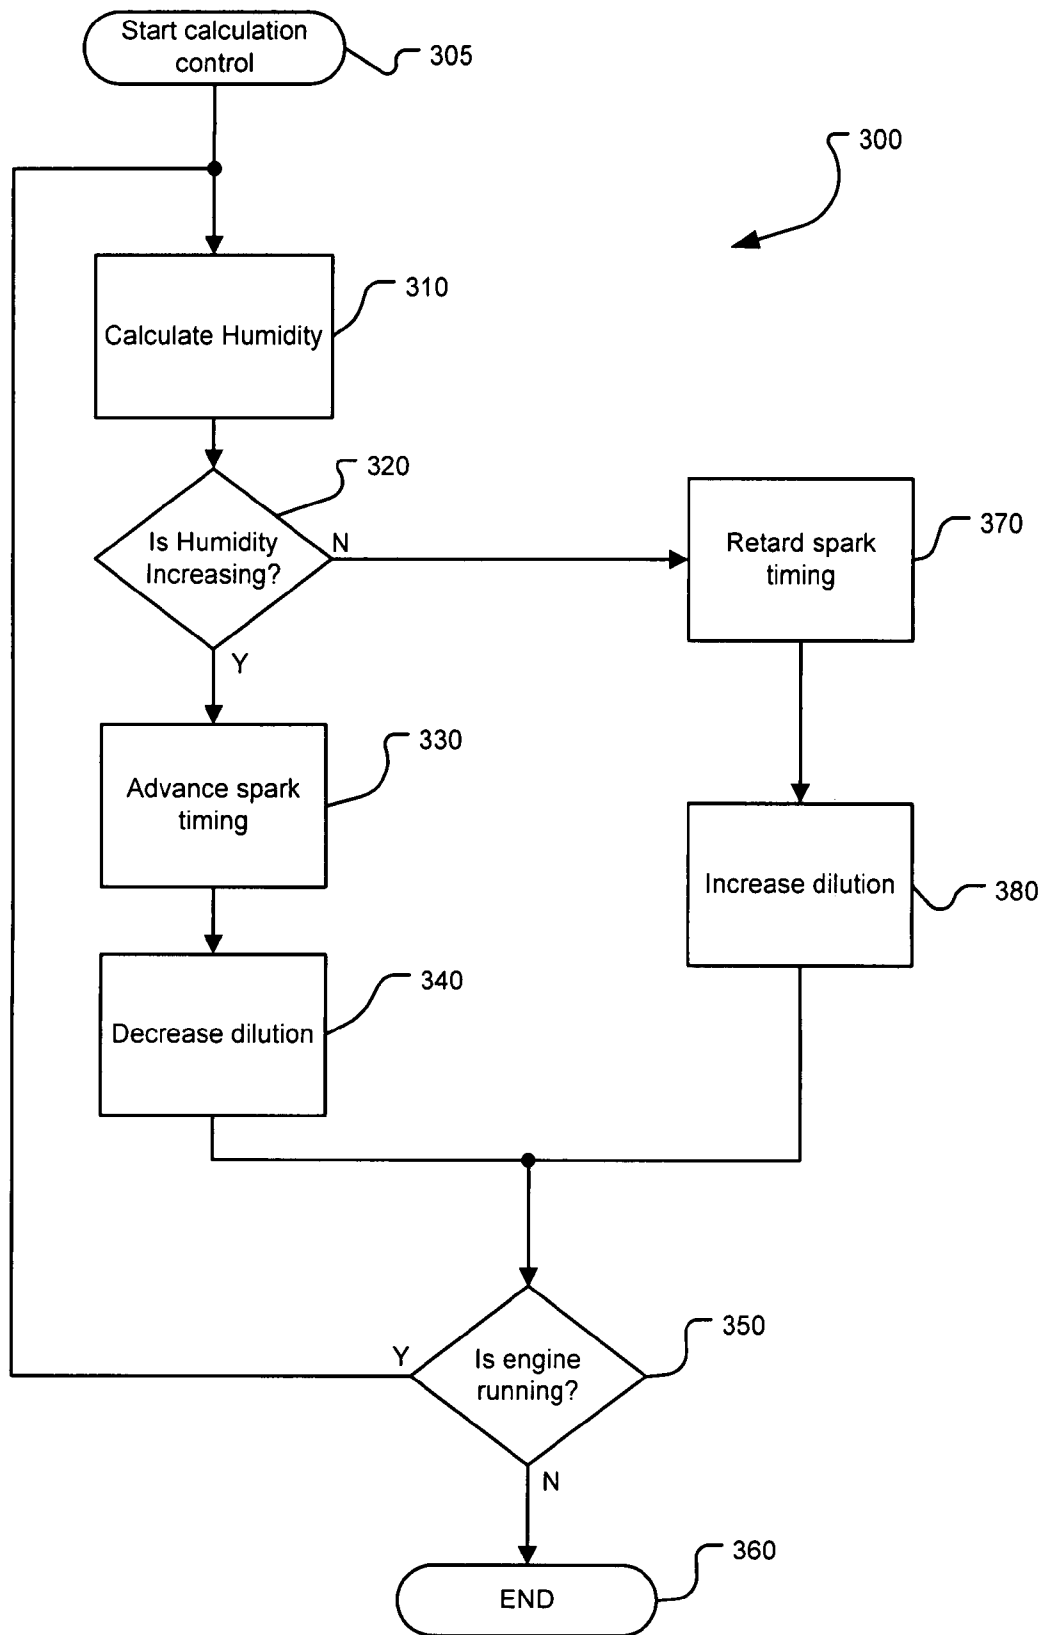 Start calculation
control
305
300
310
Calculate Humidity
320
Is Humidity
Increasing?
N
Y
370
Retard spark
timing
330
Advance spark
timing
Increase dilution
380
340
Decrease dilution
350
Is engine
running?
Y
N
360
END